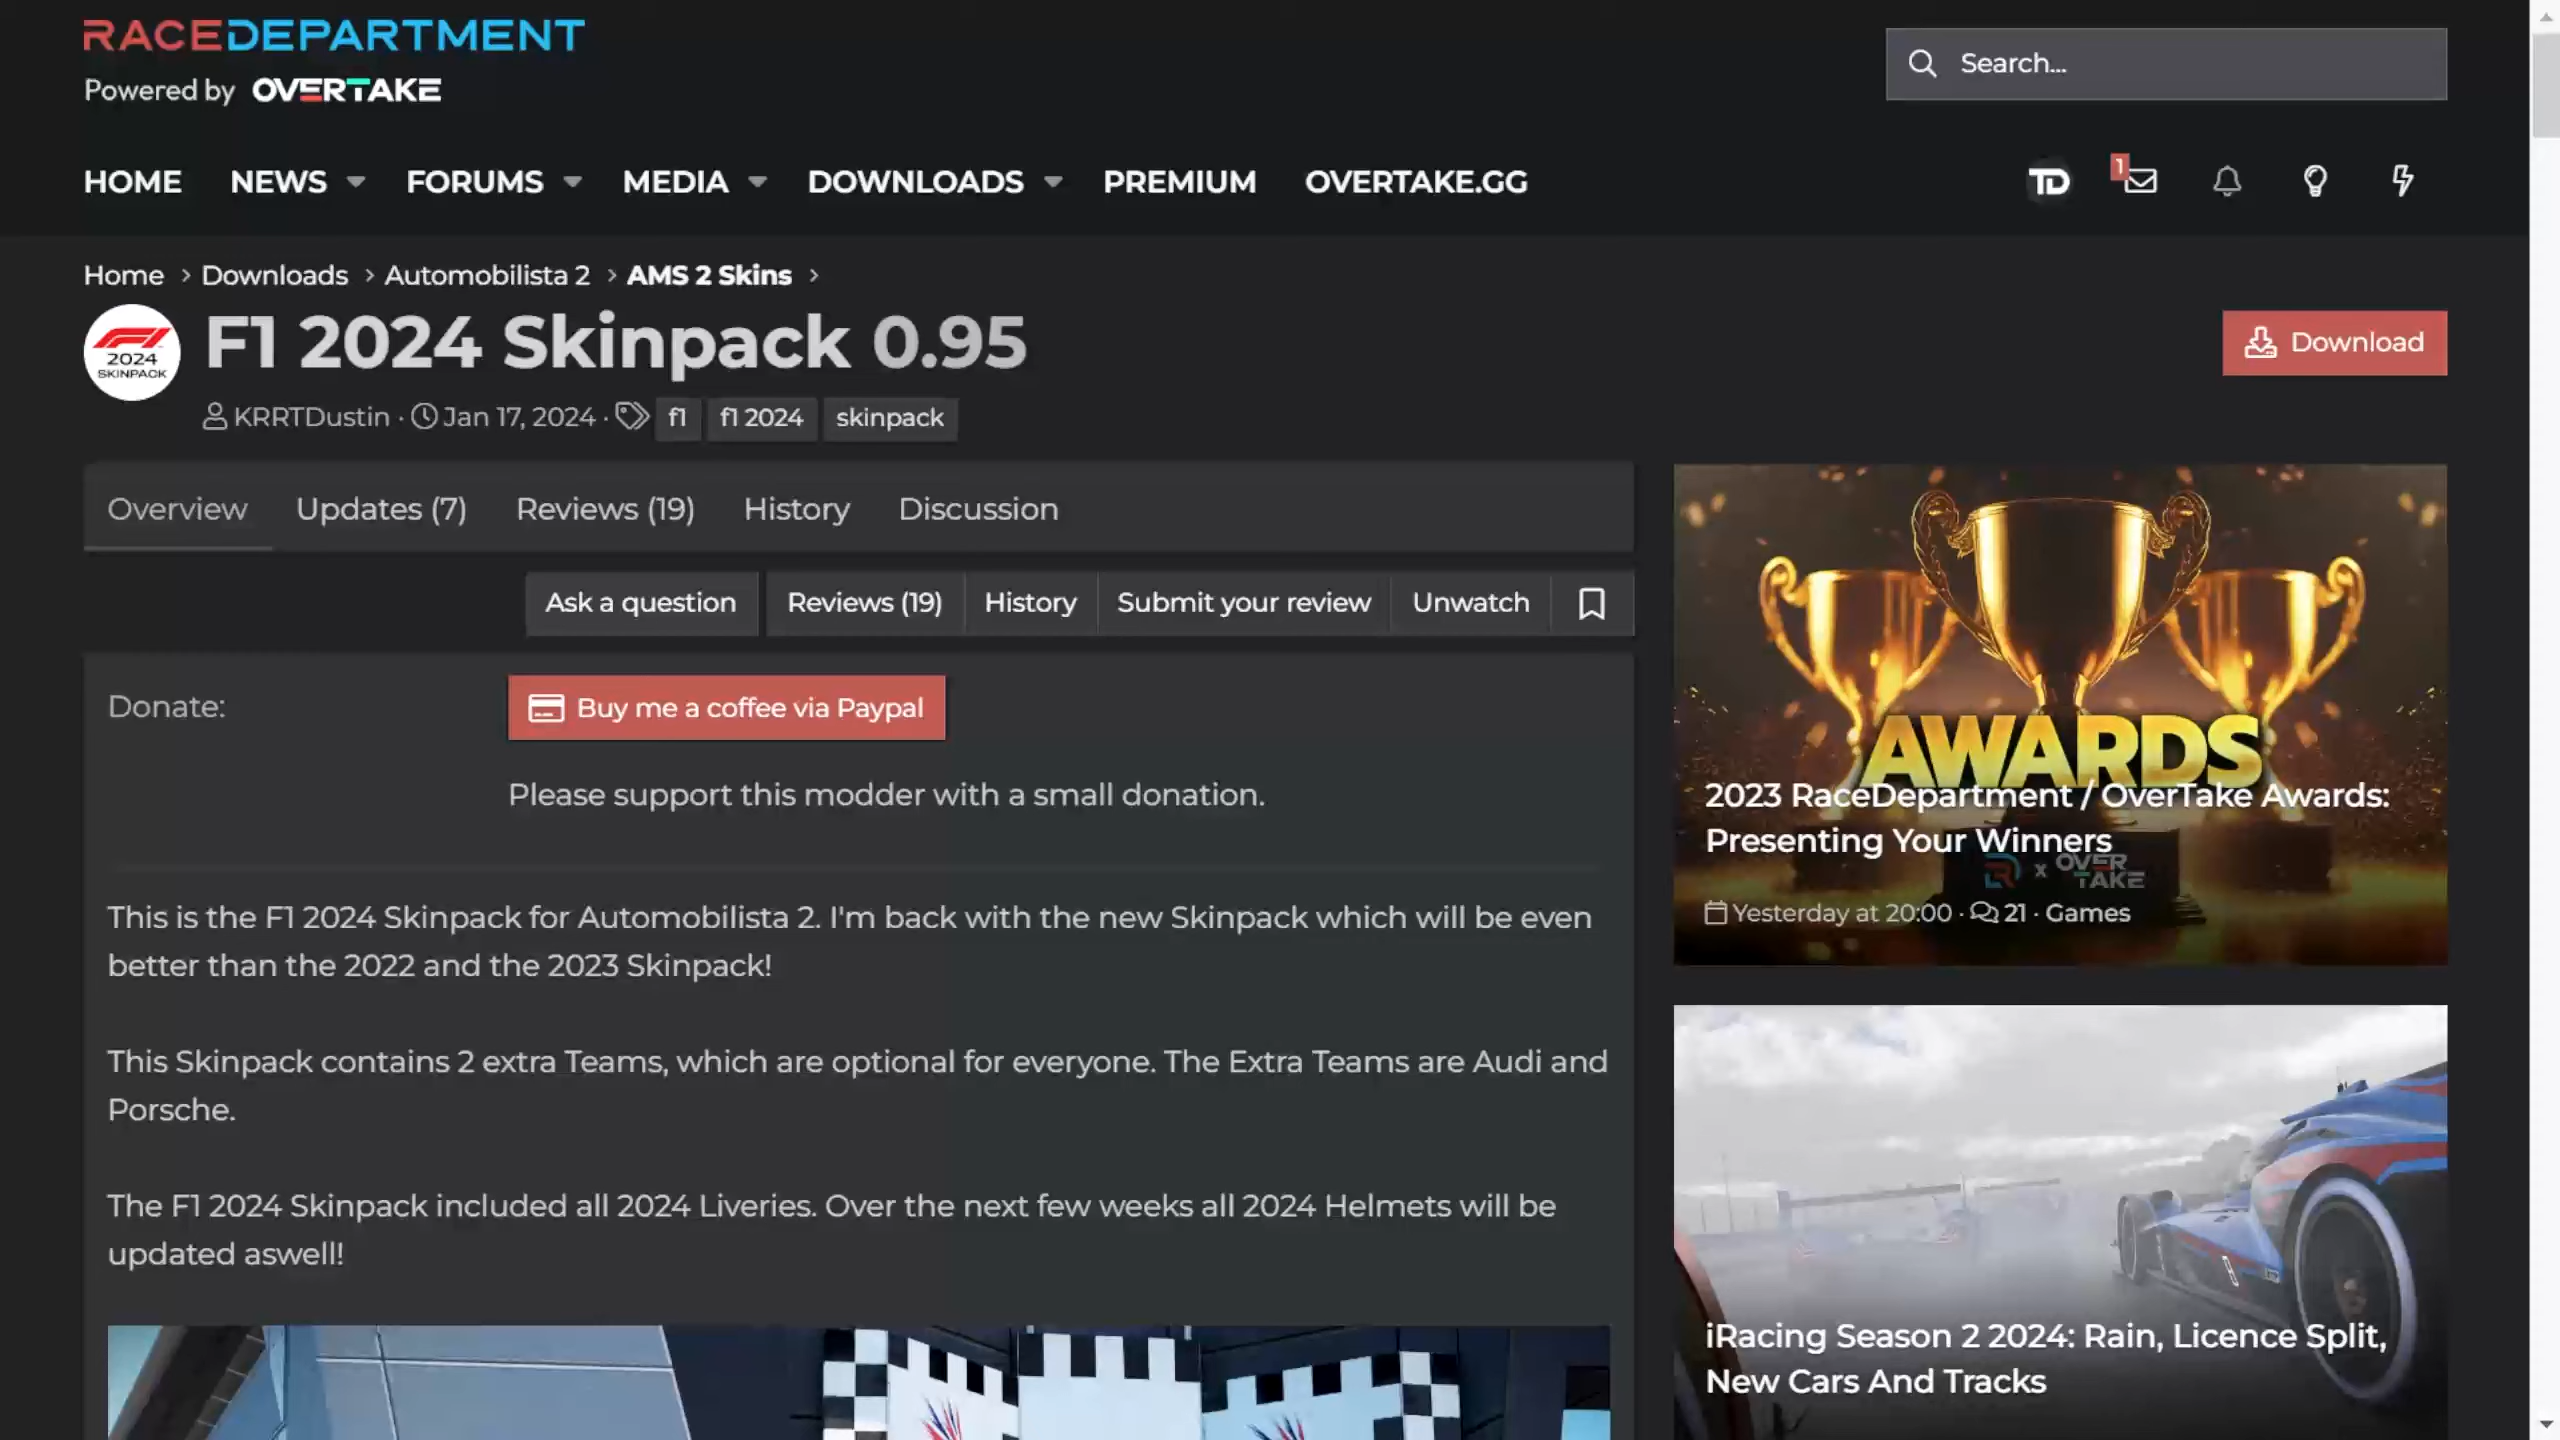 RACEDEPARTMENT
Powered by OVERTAKE
Search...
HOME NEWS FORUMS MEDIA DOWNLOADS PREMIUM OVERTAKE.GG
TD 1
Home > Downloads > Automobilista 2 > AMS 2 Skins >
F1 2024 SKINPACK
F1 2024 Skinpack 0.95
Download
KRRTDustin · Jan 17, 2024 · f1 f1 2024 skinpack
Overview Updates (7) Reviews (19) History Discussion
Ask a question Reviews (19) History Submit your review Unwatch
Donate: Buy me a coffee via Paypal
Please support this modder with a small donation.
This is the F1 2024 Skinpack for Automobilista 2. I'm back with the new Skinpack which will be even
better than the 2022 and the 2023 Skinpack!
This Skinpack contains 2 extra Teams, which are optional for everyone. The Extra Teams are Audi and
Porsche.
The F1 2024 Skinpack included all 2024 Liveries. Over the next few weeks all 2024 Helmets will be
updated aswell!
AWARDS
2023 RaceDepartment / OverTake Awards:
Presenting Your Winners
R x OVERTAKE
Yesterday at 20:00 · 21 · Games
iRacing Season 2 2024: Rain, Licence Split,
New Cars And Tracks